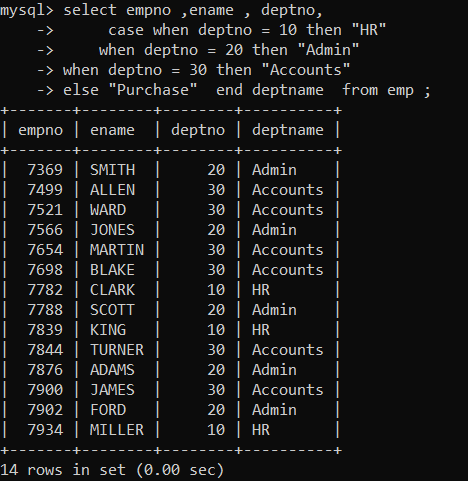 mysql> select empno ,ename , deptno,
    ->     case when deptno = 10 then "HR"
    ->    when deptno = 20 then "Admin"
    -> when deptno = 30 then "Accounts"
    -> else "Purchase"  end deptname  from emp ;
+-------+--------+--------+----------+
| empno | ename  | deptno | deptname |
+-------+--------+--------+----------+
|  7369 | SMITH  |     20 | Admin    |
|  7499 | ALLEN  |     30 | Accounts |
|  7521 | WARD   |     30 | Accounts |
|  7566 | JONES  |     20 | Admin    |
|  7654 | MARTIN |     30 | Accounts |
|  7698 | BLAKE  |     30 | Accounts |
|  7782 | CLARK  |     10 | HR       |
|  7788 | SCOTT  |     20 | Admin    |
|  7839 | KING   |     10 | HR       |
|  7844 | TURNER |     30 | Accounts |
|  7876 | ADAMS  |     20 | Admin    |
|  7900 | JAMES  |     30 | Accounts |
|  7902 | FORD   |     20 | Admin    |
|  7934 | MILLER |     10 | HR       |
+-------+--------+--------+----------+
14 rows in set (0.00 sec)